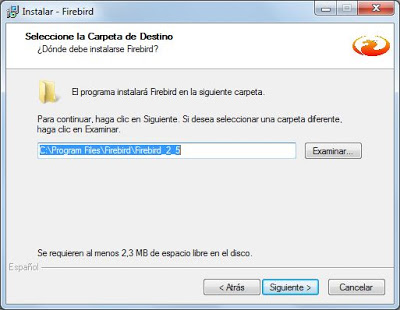 Instalar - Firebird
Seleccione la Carpeta de Destino
¿Dónde debe instalarse Firebird?
El programa instalará Firebird en la siguiente carpeta.
Para continuar, haga clic en Siguiente. Si desea seleccionar una carpeta diferente,
haga clic en Examinar.
C:\Program Files\Firebird\Firebird_2_5
Examinar...
Se requieren al menos 2,3 MB de espacio libre en el disco.
Español
< Atrás
Siguiente >
Cancelar